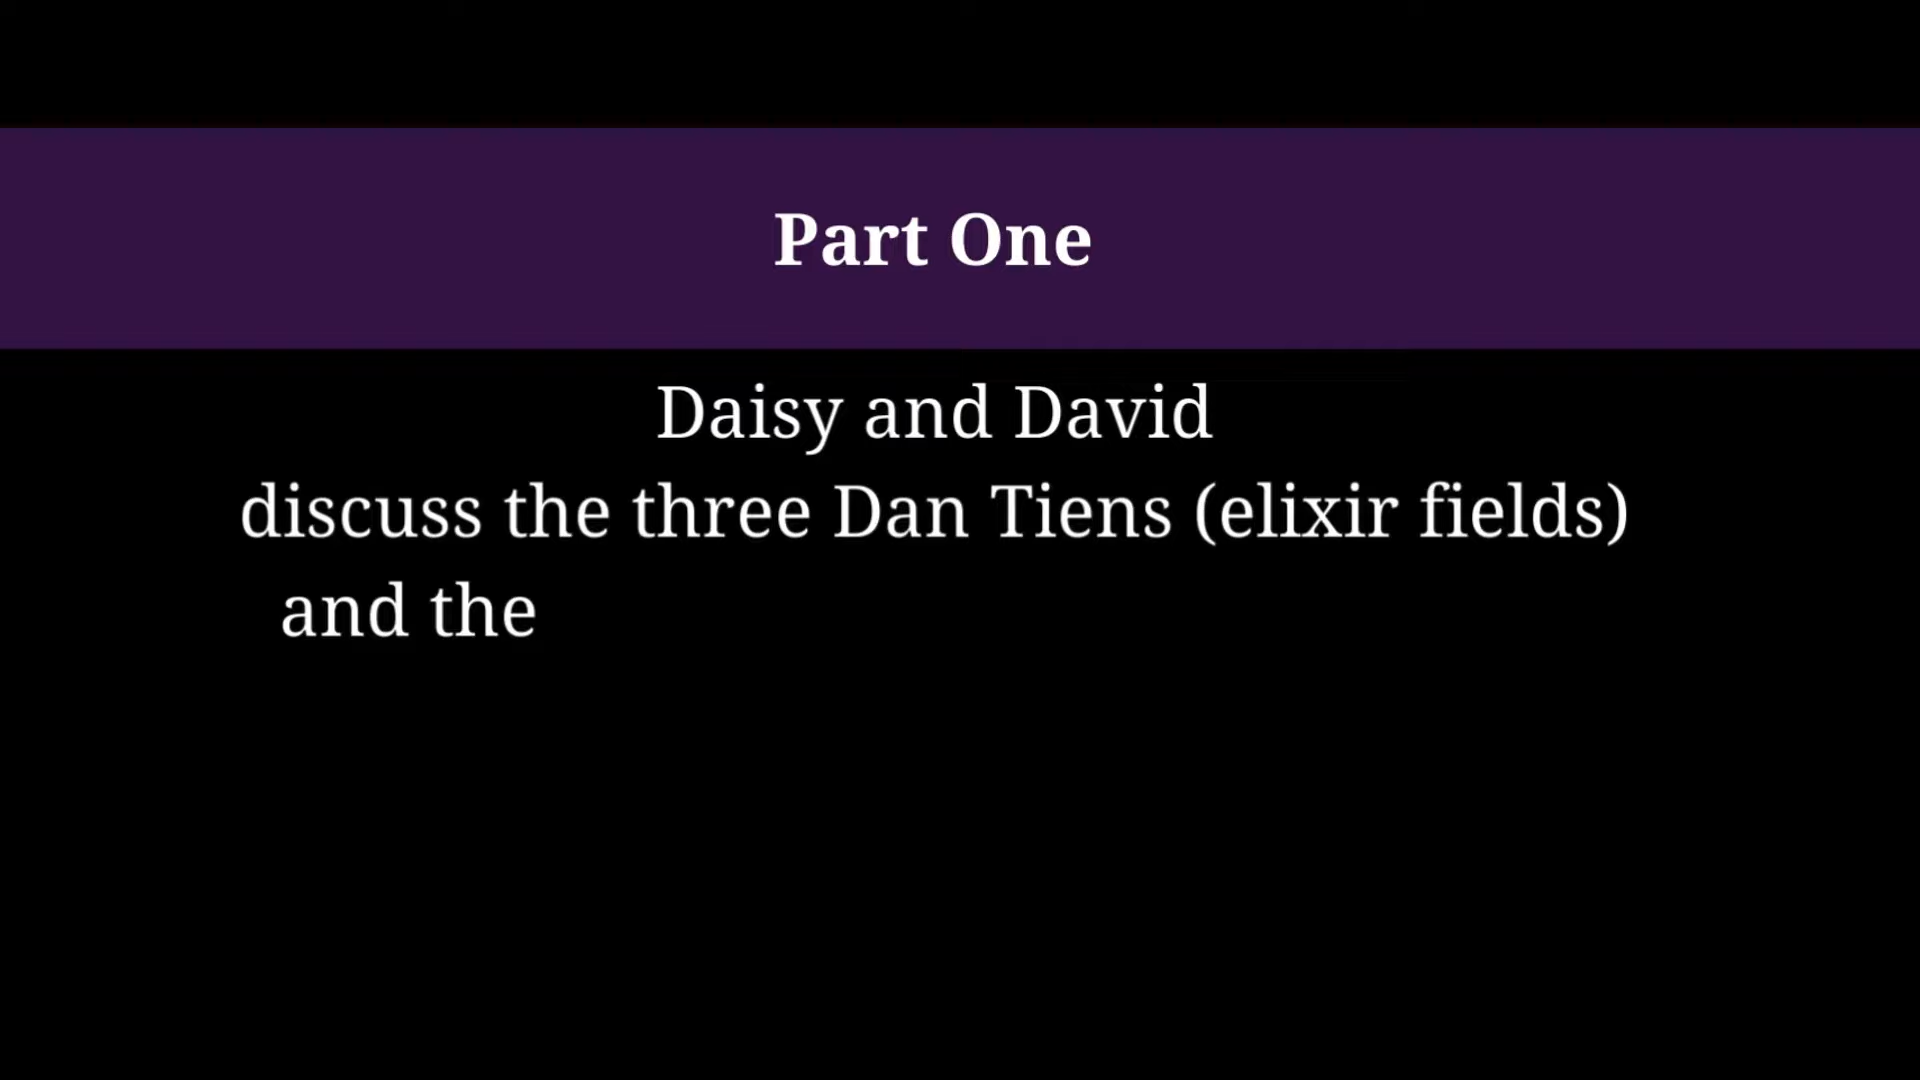 Part One
Daisy and David
discuss the three Dan Tiens (elixir fields)
and the